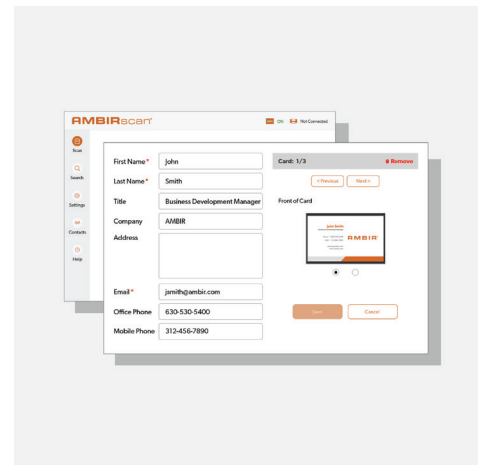 AMBIRscan
ON
Not Connected
Scan
Search
Settings
Contacts
Help
First Name*
John
Last Name*
Smith
Title
Business Development Manager
Company
AMBIR
Address
Email*
jsmith@ambir.com
Office Phone
630-530-5400
Mobile Phone
312-456-7890
Card: 1/3
Remove
< Previous
Next >
Front of Card
John Smith
AMBIR
Save
Cancel